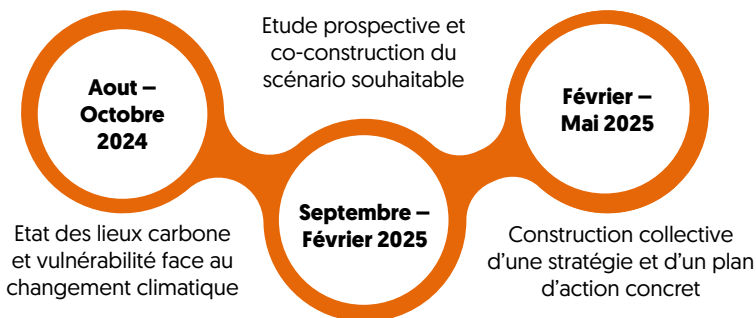 Aout –
Octobre
2024
Etat des lieux carbone
et vulnérabilité face au
changement climatique
Etude prospective et
co-construction du
scénario souhaitable
Septembre –
Février 2025
Février –
Mai 2025
Construction collective
d'une stratégie et d'un plan
d'action concret